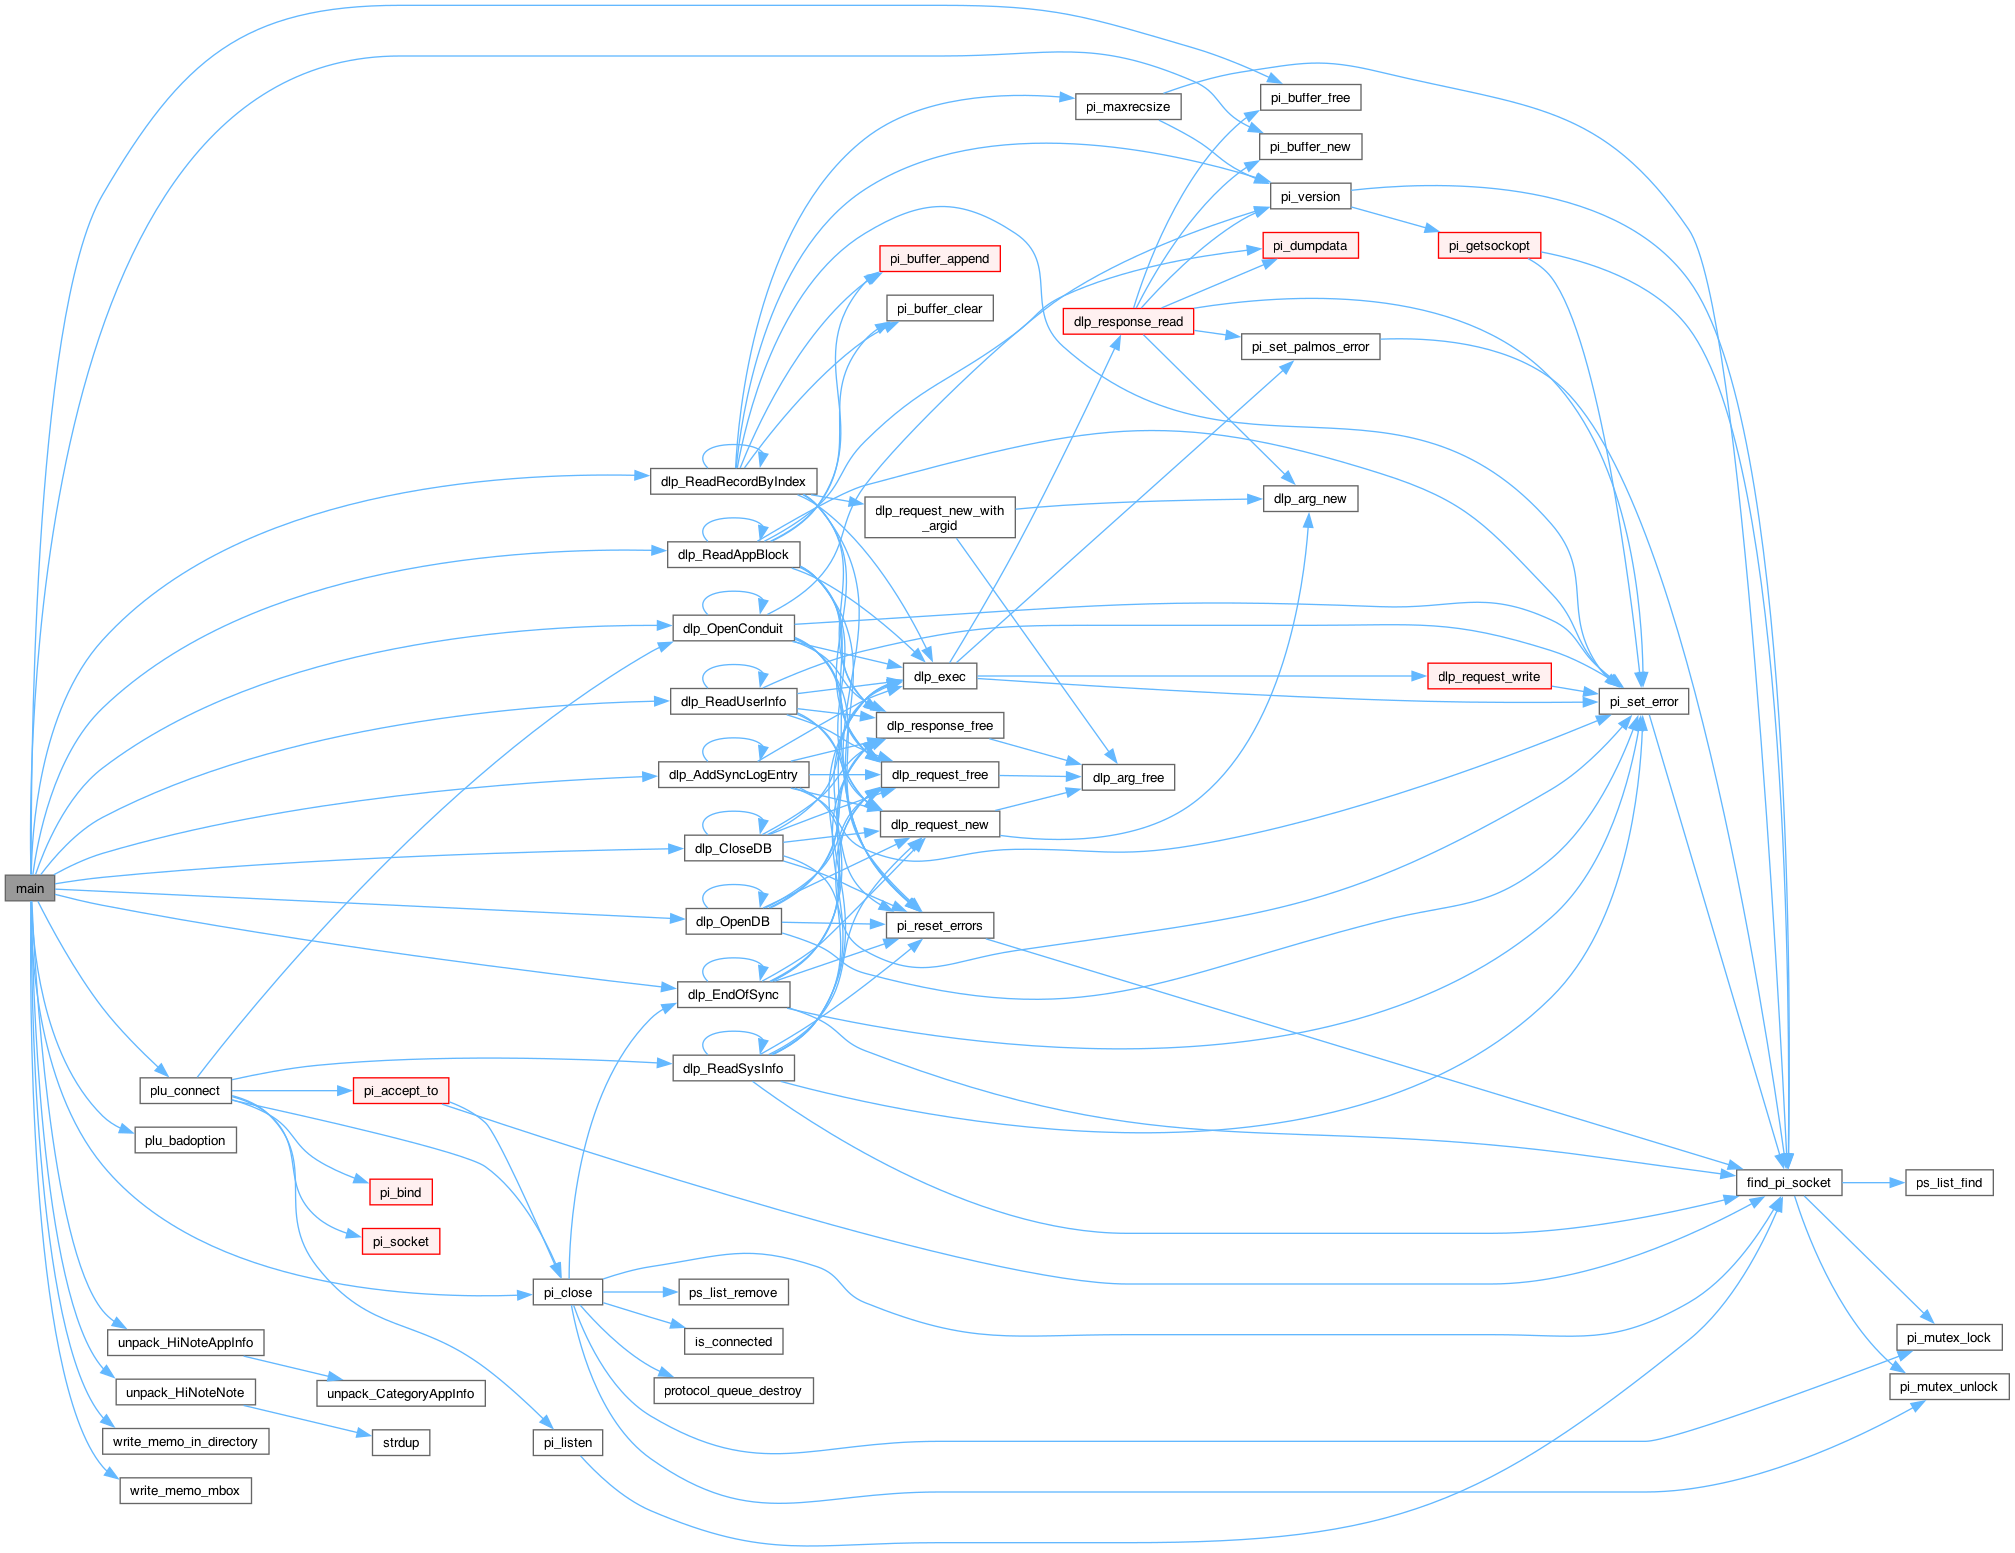 main
plu_connect
plu_badoption
unpack_HiNoteAppInfo
unpack_HiNoteNote
write_memo_in_directory
write_memo_mbox
pi_accept_to
pi_bind
pi_socket
unpack_CategoryAppInfo
strdup
pi_close
pi_listen
dlp_ReadRecordByIndex
dlp_ReadAppBlock
dlp_OpenConduit
dlp_ReadUserInfo
dlp_AddSyncLogEntry
dlp_CloseDB
dlp_OpenDB
dlp_EndOfSync
dlp_ReadSysInfo
ps_list_remove
is_connected
protocol_queue_destroy
pi_buffer_append
pi_buffer_clear
dlp_request_new_with
_argid
dlp_exec
dlp_response_free
dlp_request_free
dlp_request_new
pi_reset_errors
pi_maxrecsize
dlp_response_read
dlp_arg_free
pi_buffer_free
pi_buffer_new
pi_version
pi_dumpdata
pi_set_palmos_error
dlp_arg_new
pi_getsockopt
dlp_request_write
pi_set_error
find_pi_socket
ps_list_find
pi_mutex_lock
pi_mutex_unlock